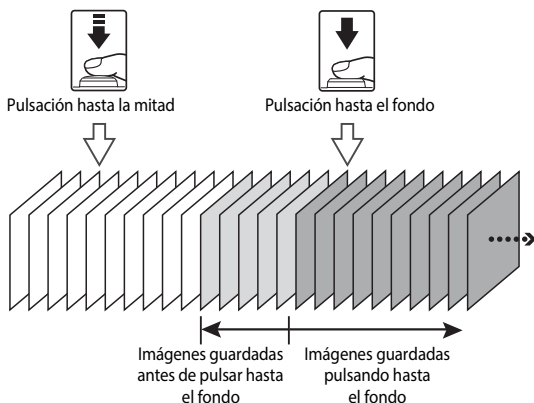 Pulsación hasta la mitad
Pulsación hasta el fondo
Imágenes guardadas
antes de pulsar hasta
el fondo
Imágenes guardadas
pulsando hasta
el fondo